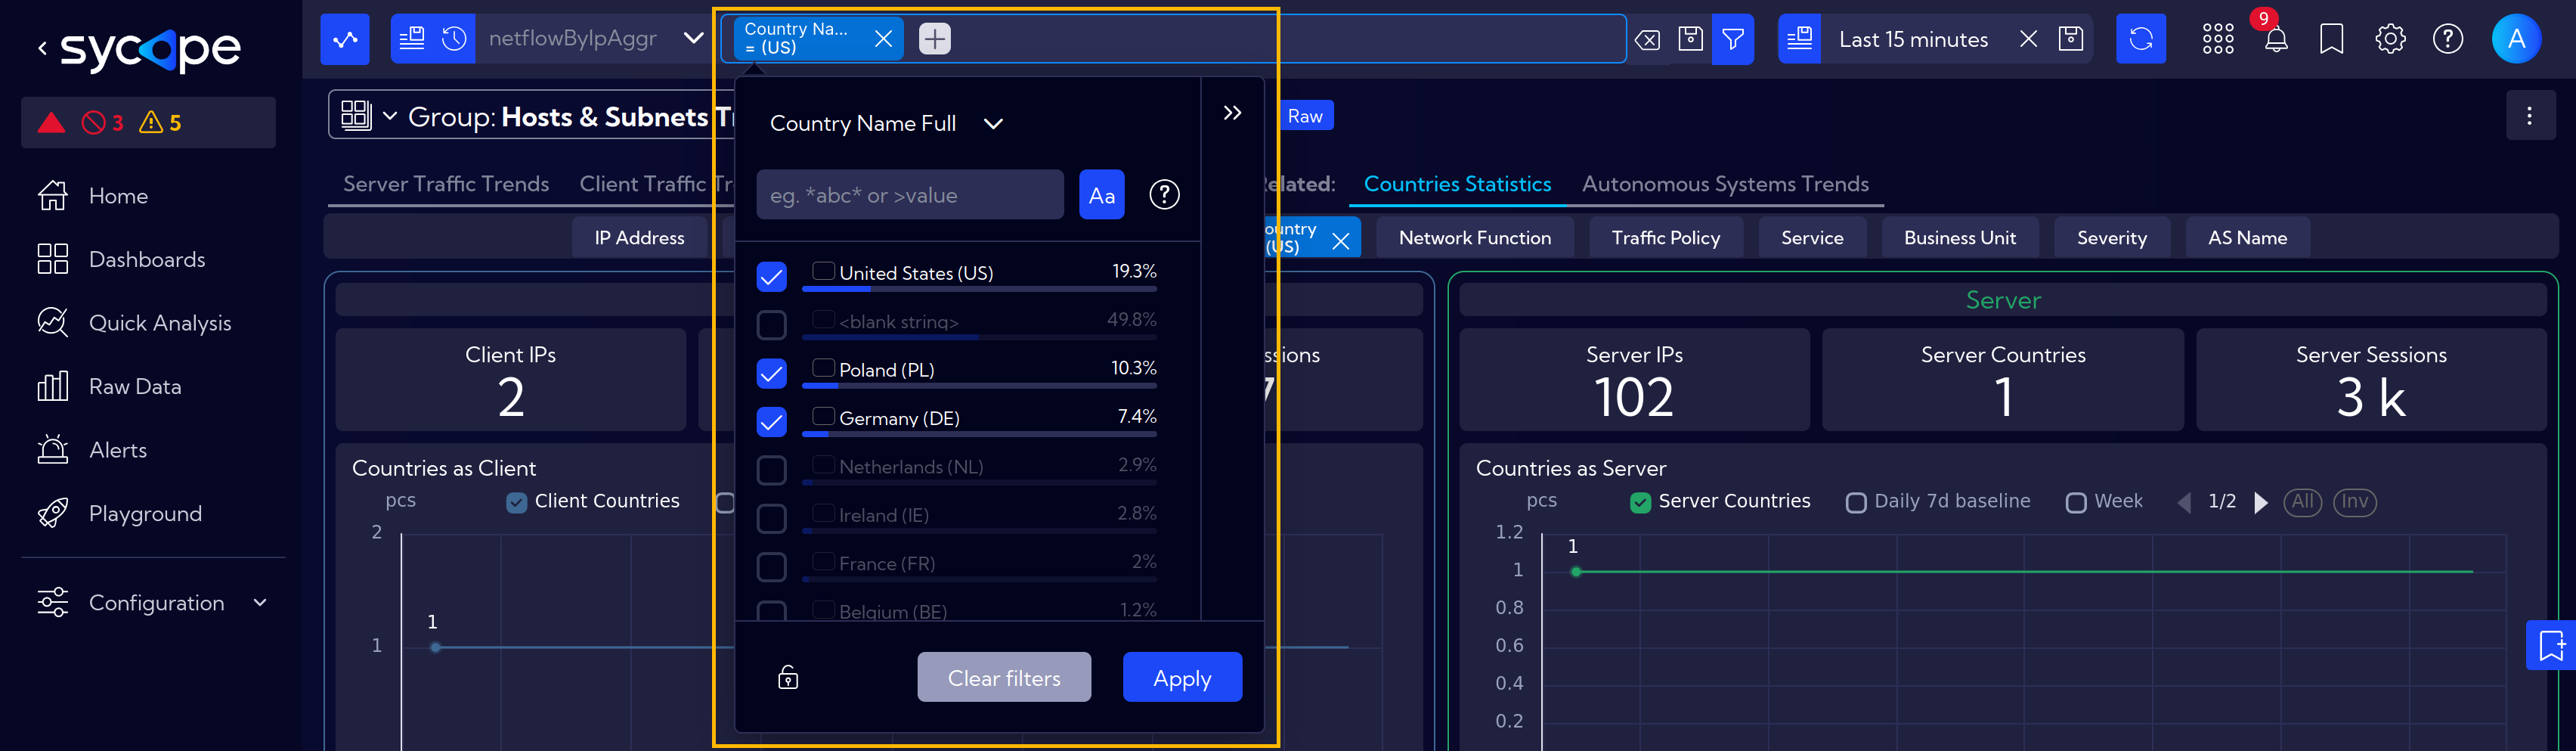 sycope
3
5
Home
Dashboards
Quick Analysis
Raw Data
Alerts
Playground
Configuration
netflowByIpAggr
Country Na...
= (US)
Last 15 minutes
9
A
Group: Hosts & Subnets T
Raw
Server Traffic Trends
Client Traffic Tr
elated:
Countries Statistics
Autonomous Systems Trends
IP Address
ountry
(US)
Network Function
Traffic Policy
Service
Business Unit
Severity
AS Name
Country Name Full
eg. *abc* or >value
Aa
United States (US) 19.3%
<blank string> 49.8%
Poland (PL) 10.3%
Germany (DE) 7.4%
Netherlands (NL) 2.9%
Ireland (IE) 2.8%
France (FR) 2%
Belgium (BE) 1.2%
Clear filters
Apply
Client IPs
2
ssions
7
Countries as Client
pcs
Client Countries
2
1
1
Server
Server IPs
102
Server Countries
1
Server Sessions
3 k
Countries as Server
pcs
Server Countries
Daily 7d baseline
Week
1/2
All
Inv
1.2
1
1
0.8
0.6
0.4
0.2